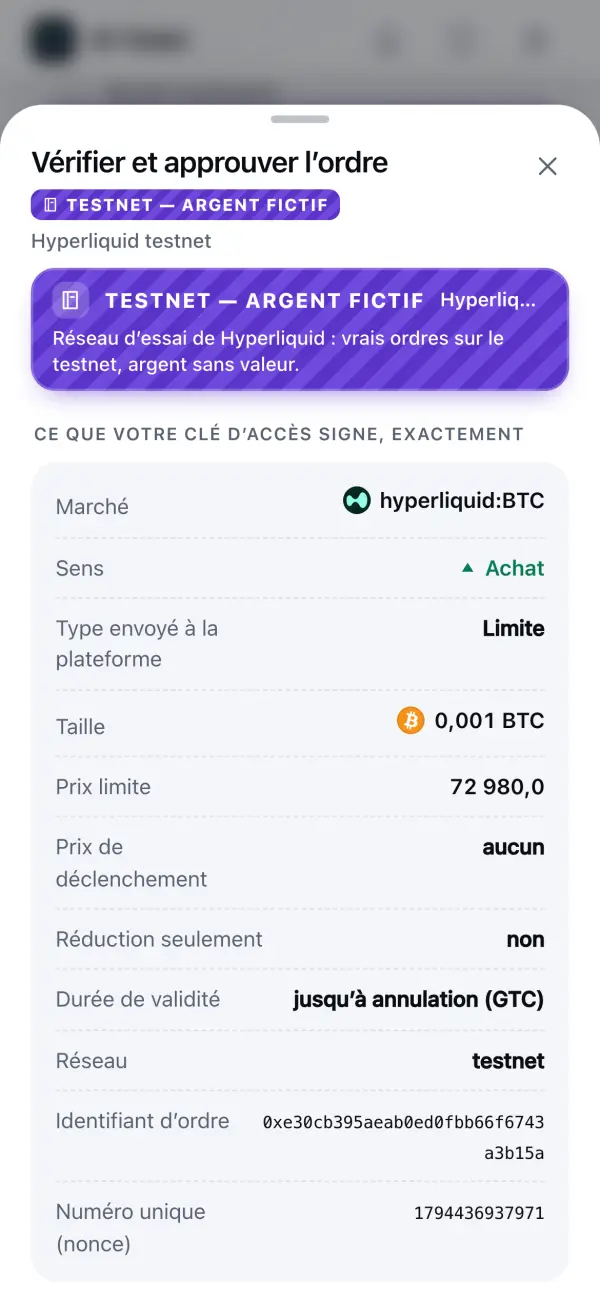 Vérifier et approuver l’ordre
TESTNET — ARGENT FICTIF
Hyperliquid testnet
TESTNET — ARGENT FICTIF Hyperliq...
Réseau d’essai de Hyperliquid : vrais ordres sur le
testnet, argent sans valeur.
CE QUE VOTRE CLÉ D’ACCÈS SIGNE, EXACTEMENT
Marché hyperliquid:BTC
Sens ▲ Achat
Type envoyé à la Limite
plateforme
Taille 0,001 BTC
Prix limite 72 980,0
Prix de aucun
déclenchement
Réduction seulement non
Durée de validité jusqu’à annulation (GTC)
Réseau testnet
Identifiant d’ordre 0xe30cb395aeab0ed0fbb66f6743
a3b15a
Numéro unique 1794436937971
(nonce)